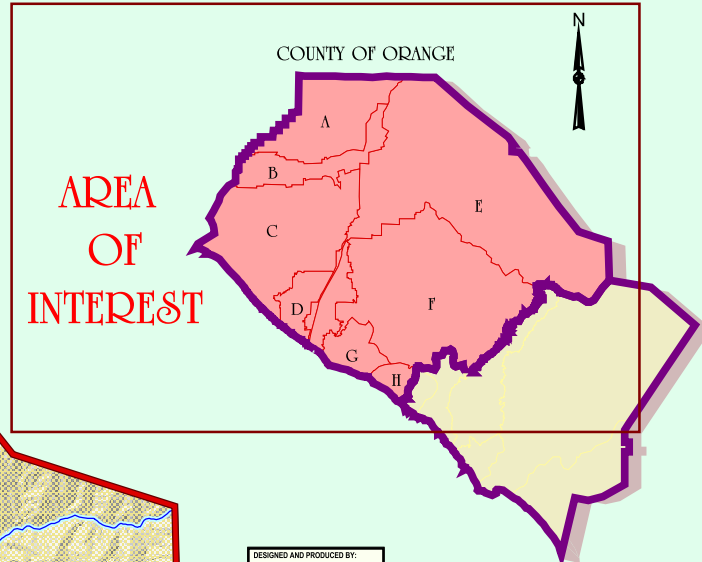 COUNTY OF ORANGE
N
A
B
E
AREA
OF
INTEREST
C
D
F
G
H
DESIGNED AND PRODUCED BY: